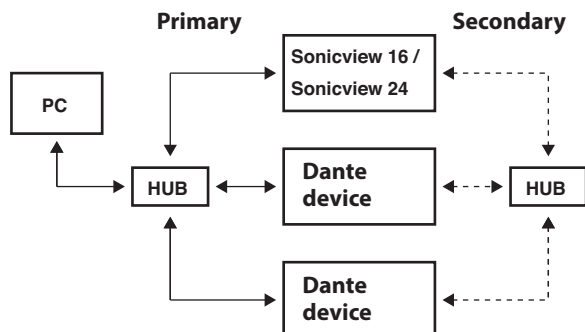 Primary
Secondary
Sonicview 16 /
Sonicview 24
PC
HUB
Dante
device
HUB
Dante
device